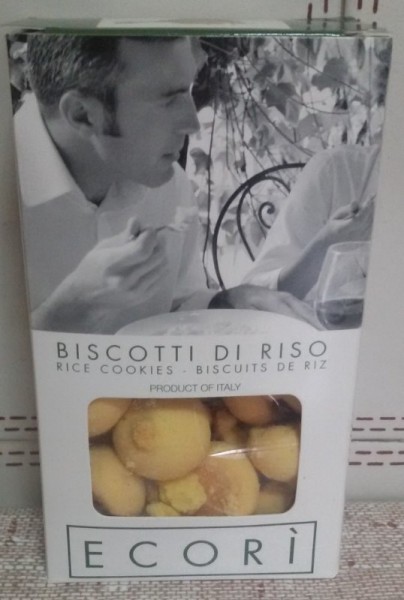 BISCOTTI DI RISO
RICE COOKIES - BISCUITS DE RIZ
PRODUCT OF ITALY
ECORÌ